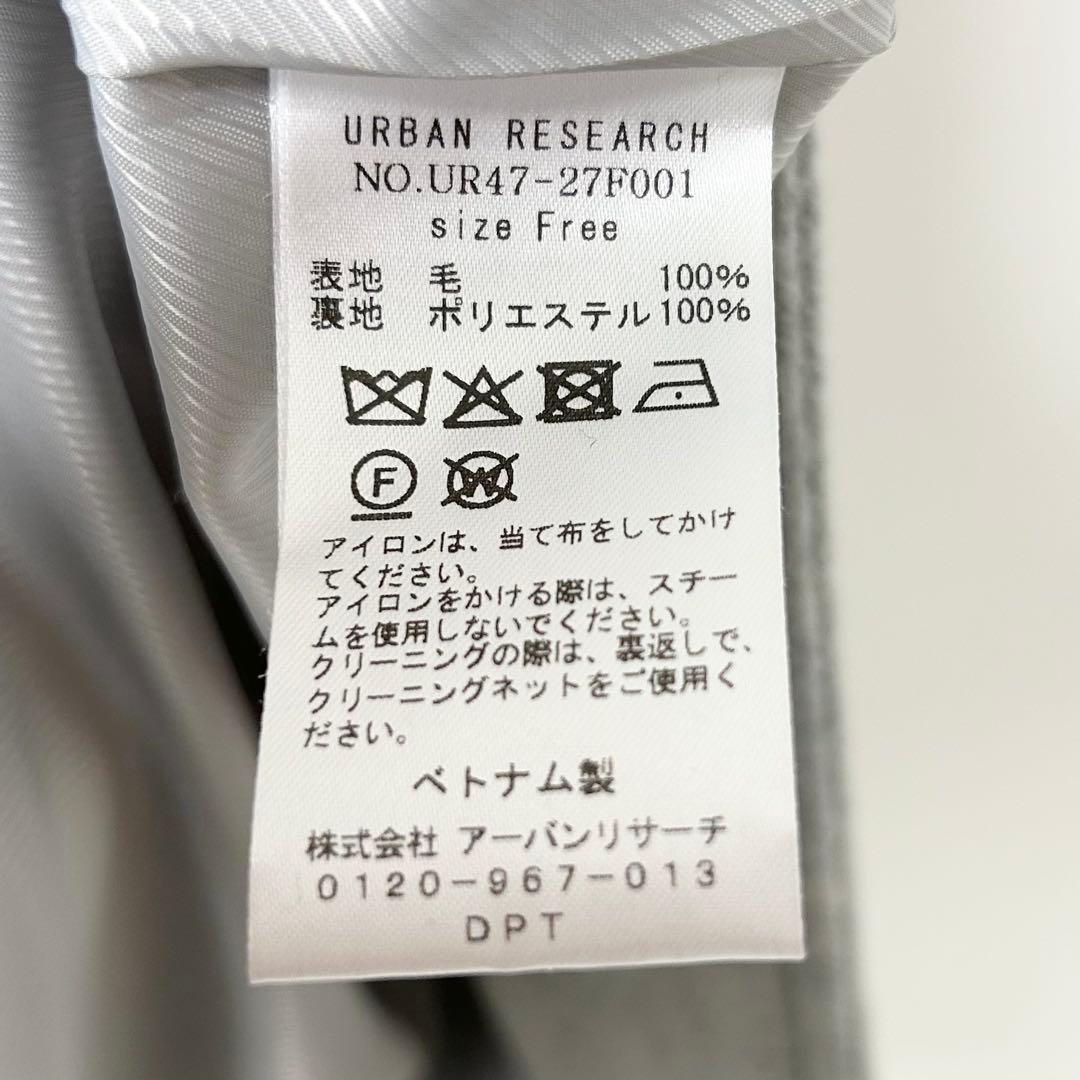 URBAN RESEARCH
NO.UR47-27F001
size Free
表地 毛 100%
裏地 ポリエステル 100%
F W
アイロンは、当て布をしてかけ
てください。
アイロンをかける際は、スチー
ムを使用しないでください。
クリーニングの際は、裏返しで、
クリーニングネットをご使用く
ださい。
ベトナム製
株式会社 アーバンリサーチ
0120-967-013
DPT